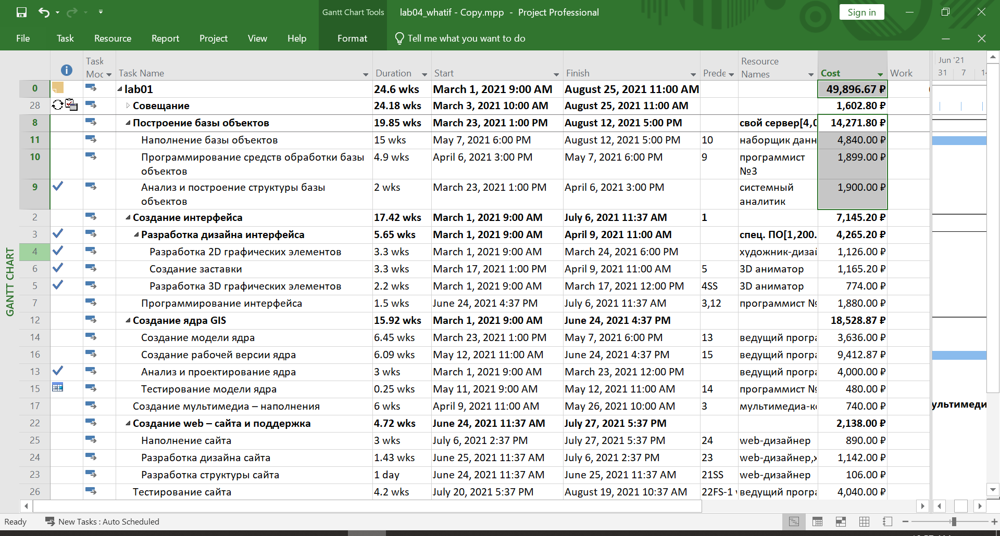 Gantt Chart Tools lab04_whatif - Copy.mpp - Project Professional Sign in
File Task Resource Report Project View Help Format Tell me what you want to do
Task Resource Jun '21
Task Name Duration Start Finish Prede Names Cost Work 31 7
0 lab01 24.6 wks March 1, 2021 9:00 AM August 25, 2021 11:00 AM 49,896.67 ₽
28 Совещание 24.18 wks March 3, 2021 10:00 AM August 25, 2021 11:00 AM 1,602.80 ₽
8 Построение базы объектов 19.85 wks March 23, 2021 1:00 PM August 12, 2021 5:00 PM свой сервер[4,0 14,271.80 ₽
11 Наполнение базы объектов 15 wks May 7, 2021 6:00 PM August 12, 2021 5:00 PM 10 наборщик данн 4,840.00 ₽
10 Программирование средств обработки базы 4.9 wks April 6, 2021 3:00 PM May 7, 2021 6:00 PM 9 программист 1,899.00 ₽
объектов №3
9 Анализ и построение структуры базы 2 wks March 23, 2021 1:00 PM April 6, 2021 3:00 PM системный 1,900.00 ₽
объектов аналитик
2 Создание интерфейса 17.42 wks March 1, 2021 9:00 AM July 6, 2021 11:37 AM 1 7,145.20 ₽
3 Разработка дизайна интерфейса 5.65 wks March 1, 2021 9:00 AM April 9, 2021 11:00 AM спец. ПО[1,200. 4,265.20 ₽
4 Разработка 2D графических элементов 3.3 wks March 1, 2021 9:00 AM March 24, 2021 6:00 PM художник-дизай 1,126.00 ₽
6 Создание заставки 3.3 wks March 17, 2021 1:00 PM April 9, 2021 11:00 AM 5 3D аниматор 1,165.20 ₽
5 Разработка 3D графических элементов 2.2 wks March 1, 2021 9:00 AM March 17, 2021 12:00 PM 4SS 3D аниматор 774.00 ₽
7 Программирование интерфейса 1.5 wks June 24, 2021 4:37 PM July 6, 2021 11:37 AM 3,12 программист № 1,880.00 ₽
12 Создание ядра GIS 15.92 wks March 1, 2021 9:00 AM June 24, 2021 4:37 PM 18,528.87 ₽
14 Создание модели ядра 6.45 wks March 23, 2021 1:00 PM May 7, 2021 6:00 PM 13 ведущий програ 3,636.00 ₽
16 Создание рабочей версии ядра 6.09 wks May 12, 2021 11:00 AM June 24, 2021 4:37 PM 15 ведущий програ 9,412.87 ₽
13 Анализ и проектирование ядра 3 wks March 1, 2021 9:00 AM March 23, 2021 12:00 PM ведущий програ 4,000.00 ₽
15 Тестирование модели ядра 0.25 wks May 11, 2021 9:00 AM May 12, 2021 11:00 AM 14 программист № 480.00 ₽
17 Создание мультимедиа – наполнения 6 wks April 9, 2021 11:00 AM May 26, 2021 10:00 AM 3 мультимедиа-к 740.00 ₽ ультимеди
22 Создание web – сайта и поддержка 4.72 wks June 24, 2021 11:37 AM July 27, 2021 5:37 PM 2,138.00 ₽
25 Наполнение сайта 3 wks July 6, 2021 2:37 PM July 27, 2021 5:37 PM 24 web-дизайнер 890.00 ₽
24 Разработка дизайна сайта 1.43 wks June 25, 2021 11:37 AM July 6, 2021 2:37 PM 23 web-дизайнер,х 1,142.00 ₽
23 Разработка структуры сайта 1 day June 24, 2021 11:37 AM June 25, 2021 11:37 AM 21SS web-дизайнер 106.00 ₽
26 Тестирование сайта 4.2 wks July 20, 2021 5:37 PM August 19, 2021 10:37 AM 22FS-1 ведущий програ 4,040.00 ₽
GANTT CHART
Ready New Tasks : Auto Scheduled